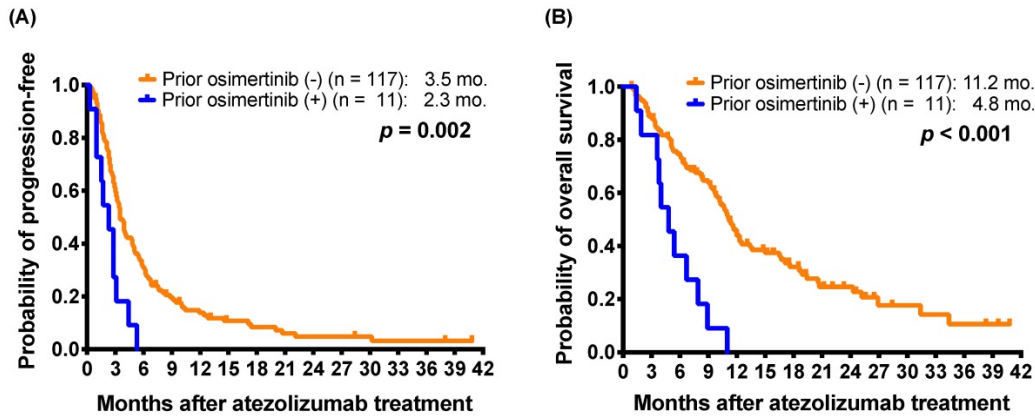 (A)
Probability of progression-free
Prior osimertinib (-) (n = 117): 3.5 mo.
Prior osimertinib (+) (n = 11): 2.3 mo.
p = 0.002
1.0
0.8
0.6
0.4
0.2
0.0
0 3 6 9 12 15 18 21 24 27 30 33 36 39 42
Months after atezolizumab treatment
(B)
Probability of overall survival
Prior osimertinib (-) (n = 117): 11.2 mo.
Prior osimertinib (+) (n = 11): 4.8 mo.
p < 0.001
1.0
0.8
0.6
0.4
0.2
0.0
0 3 6 9 12 15 18 21 24 27 30 33 36 39 42
Months after atezolizumab treatment